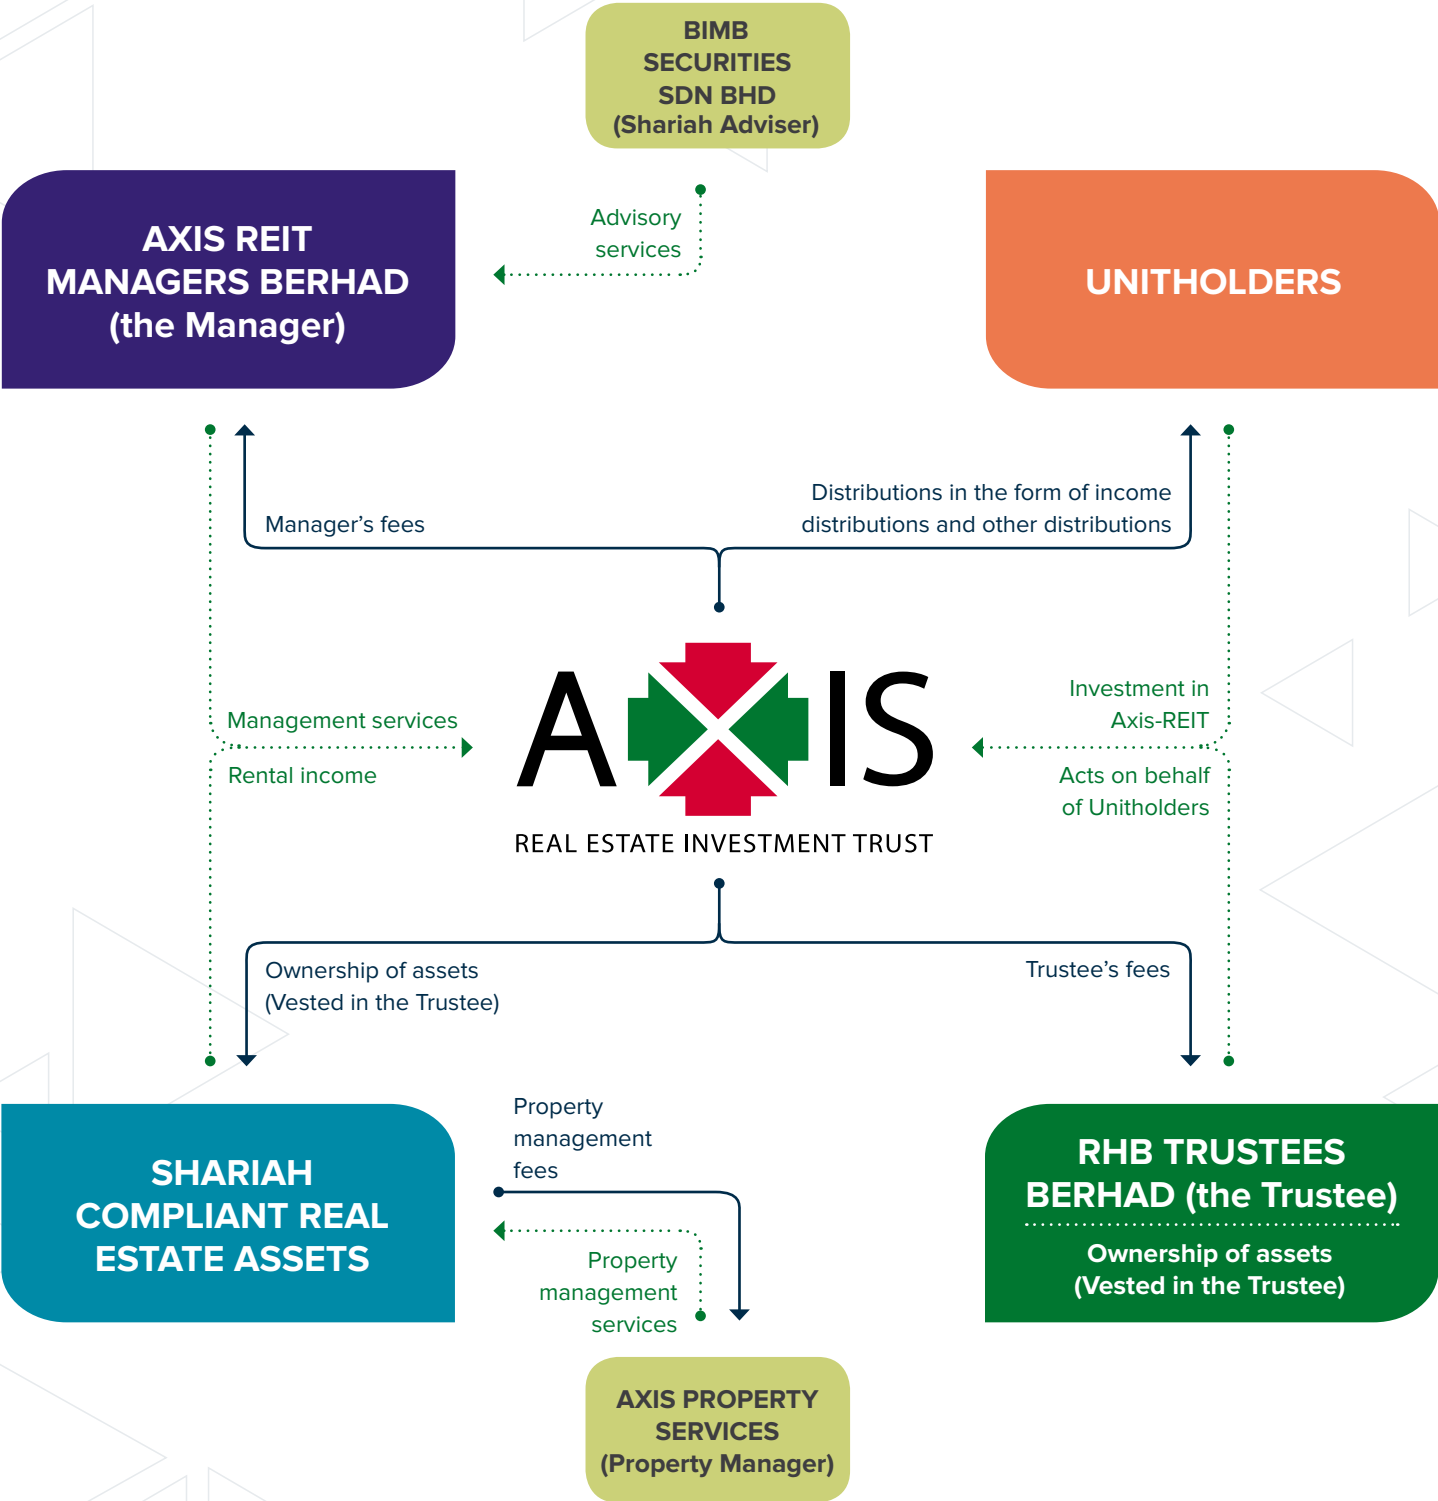 BIMB
SECURITIES
SDN BHD
(Shariah Adviser)
AXIS REIT
MANAGERS BERHAD
(the Manager)
Advisory
services
UNITHOLDERS
Manager’s fees
Distributions in the form of income
distributions and other distributions
Management services
Rental income
AXIS
REAL ESTATE INVESTMENT TRUST
Investment in
Axis-REIT
Acts on behalf
of Unitholders
Ownership of assets
(Vested in the Trustee)
Trustee’s fees
SHARIAH
COMPLIANT REAL
ESTATE ASSETS
Property
management
fees
Property
management
services
RHB TRUSTEES
BERHAD (the Trustee)
Ownership of assets
(Vested in the Trustee)
AXIS PROPERTY
SERVICES
(Property Manager)